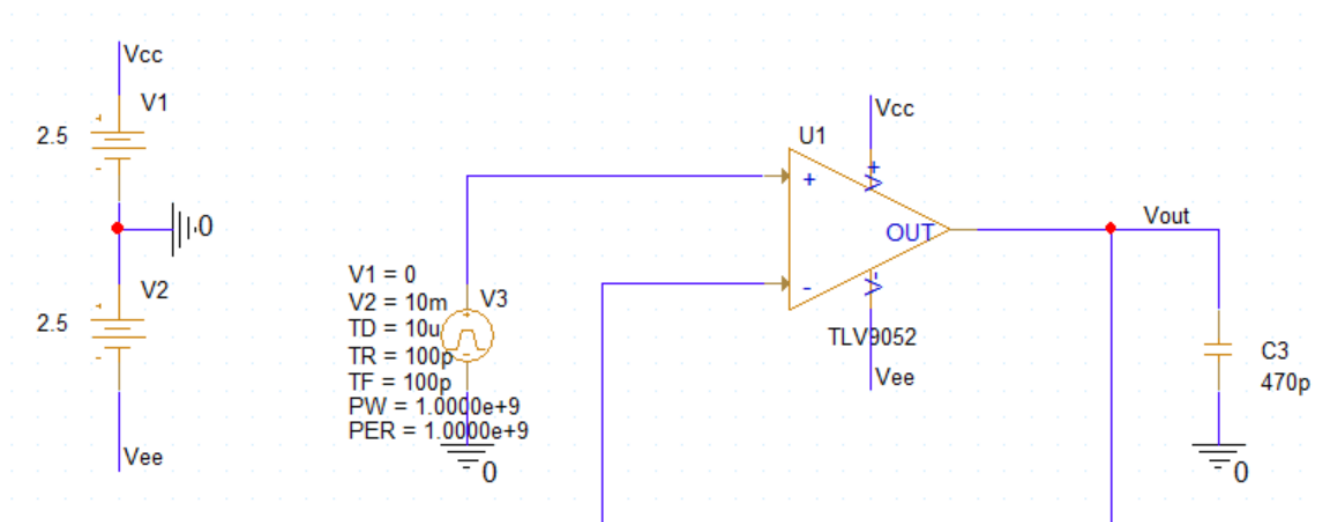 Vcc
V1
2.5
0
V2
2.5
Vee
V1 = 0
V2 = 10m
TD = 10u
TR = 100p
TF = 100p
PW = 1.0000e+9
PER = 1.0000e+9
V3
0
U1
Vcc
+
V+
OUT
-
V-
TLV9052
Vee
Vout
C3
470p
0